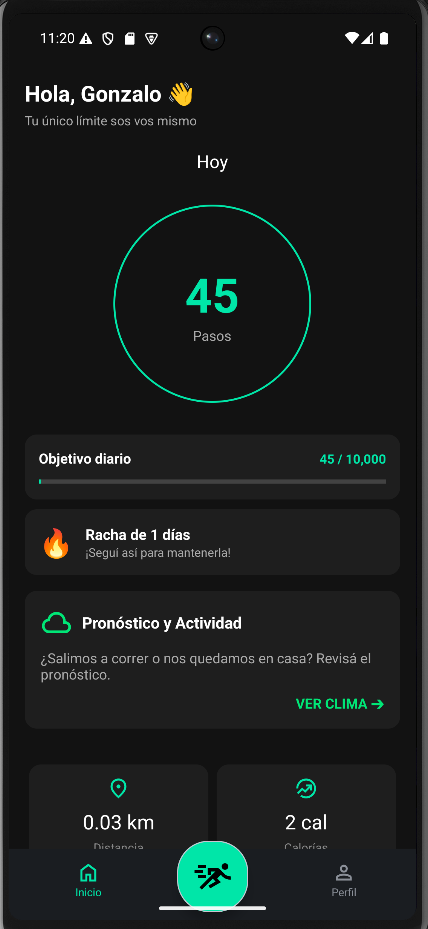 11:20
Hola, Gonzalo 👋
Tu único límite sos vos mismo
Hoy
45
Pasos
Objetivo diario
45 / 10,000
Racha de 1 días
¡Seguí así para mantenerla!
Pronóstico y Actividad
¿Salimos a correr o nos quedamos en casa? Revisá el
pronóstico.
VER CLIMA →
0.03 km
2 cal
Distancia
Calorías
Inicio
Perfil